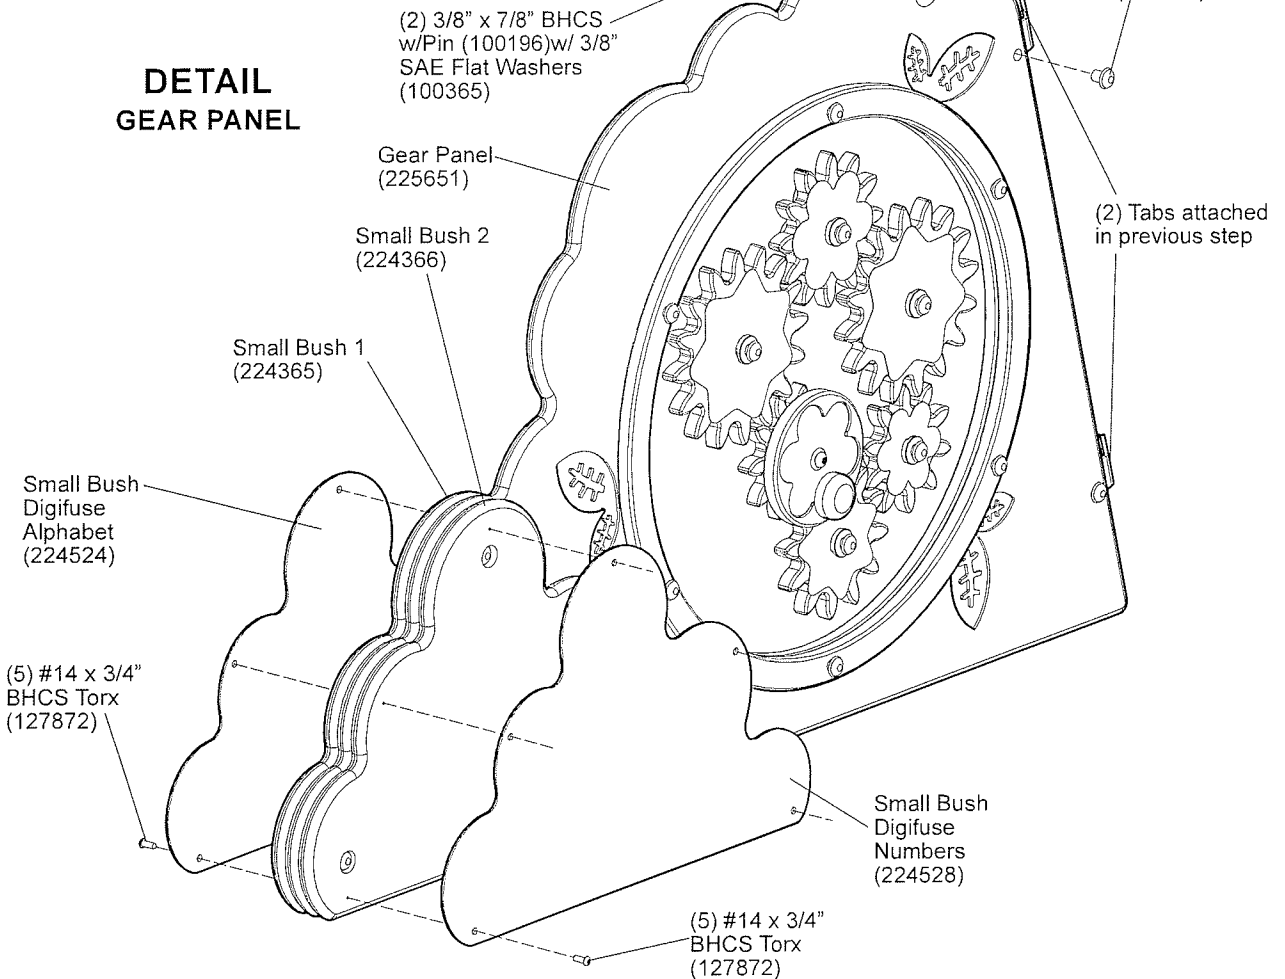 (2) 3/8” x 7/8” BHCS
w/Pin (100196)w/ 3/8”
SAE Flat Washers
(100365)
DETAIL
GEAR PANEL
Gear Panel
(225651)
(2) Tabs attached
in previous step
Small Bush 2
(224366)
Small Bush 1
(224365)
Small Bush
Digifuse
Alphabet
(224524)
(5) #14 x 3/4”
BHCS Torx
(127872)
Small Bush
Digifuse
Numbers
(224528)
(5) #14 x 3/4”
BHCS Torx
(127872)